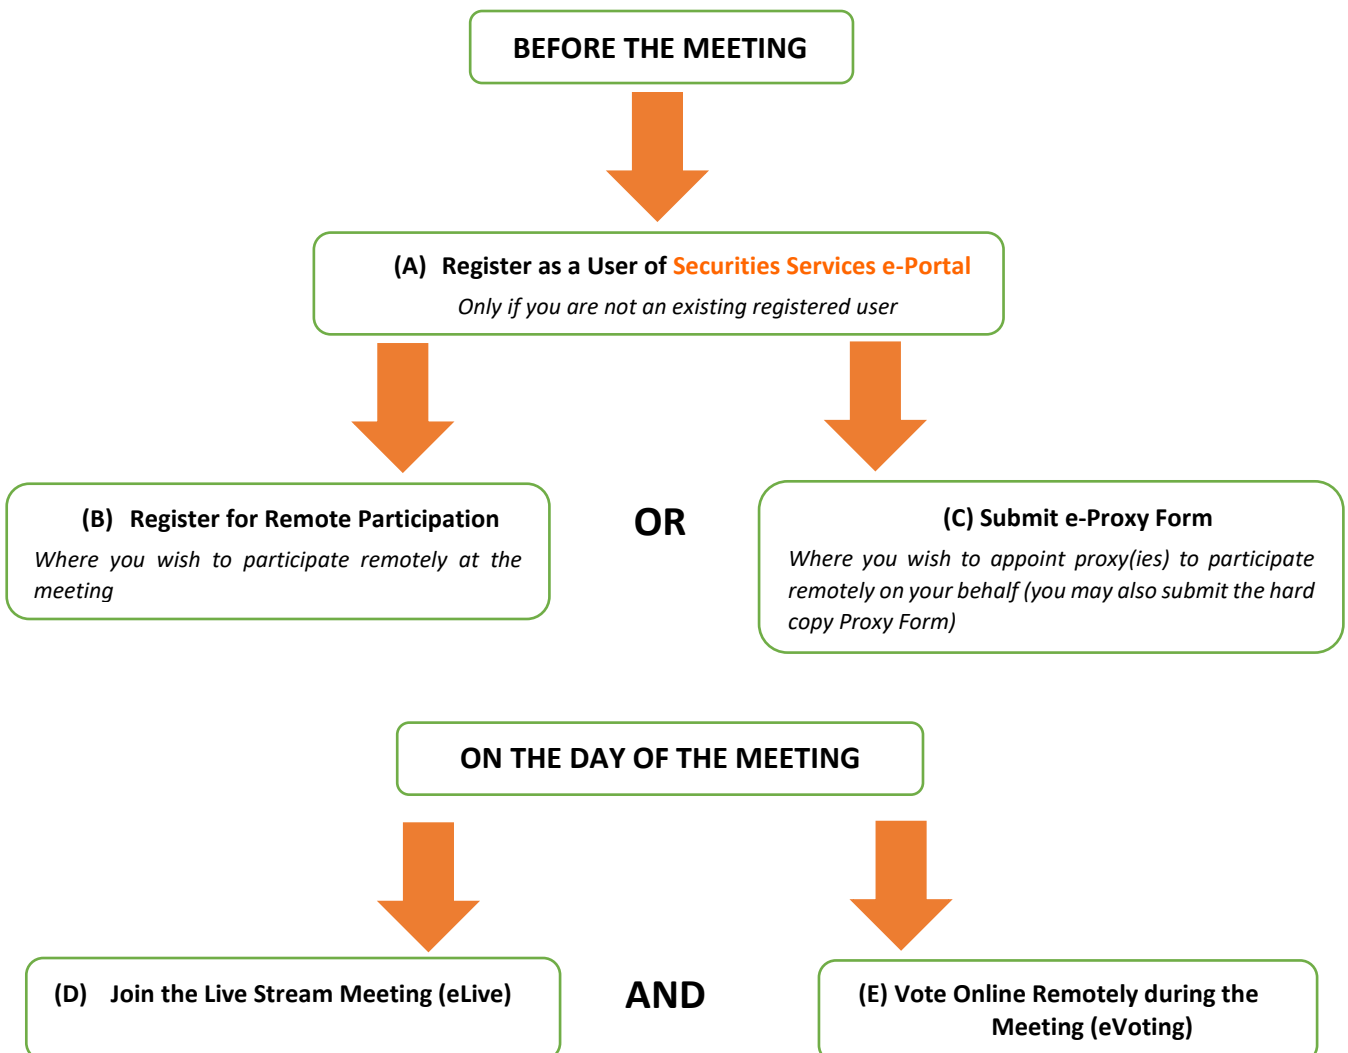 BEFORE THE MEETING
(A) Register as a User of Securities Services e-Portal
Only if you are not an existing registered user
(B) Register for Remote Participation
Where you wish to participate remotely at the
meeting
OR
(C) Submit e-Proxy Form
Where you wish to appoint proxy(ies) to participate
remotely on your behalf (you may also submit the hard
copy Proxy Form)
ON THE DAY OF THE MEETING
(D) Join the Live Stream Meeting (eLive)
AND
(E) Vote Online Remotely during the
Meeting (eVoting)